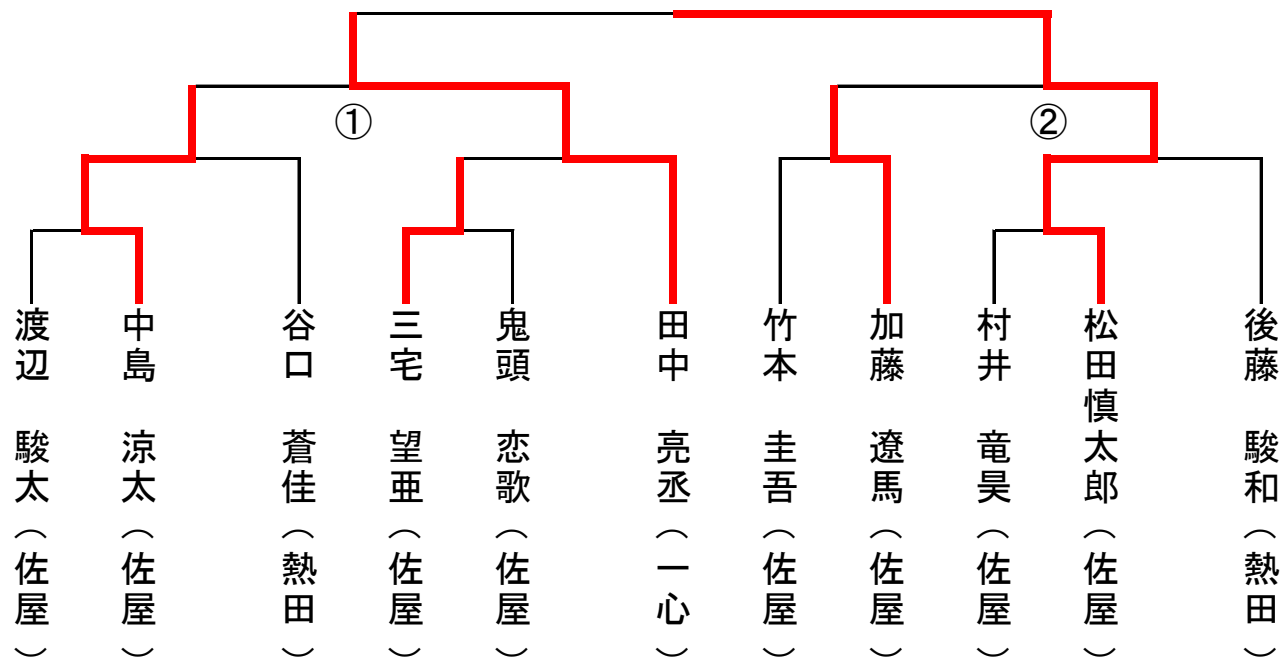 ①
②
渡辺 駿太（佐屋）
中島 涼太（佐屋）
谷口 蒼佳（熱田）
三宅 望亜（佐屋）
鬼頭 恋歌（佐屋）
田中 亮丞（一心）
竹本 圭吾（佐屋）
加藤 遼馬（佐屋）
村井 竜昊（佐屋）
松田慎太郎（佐屋）
後藤 駿和（熱田）